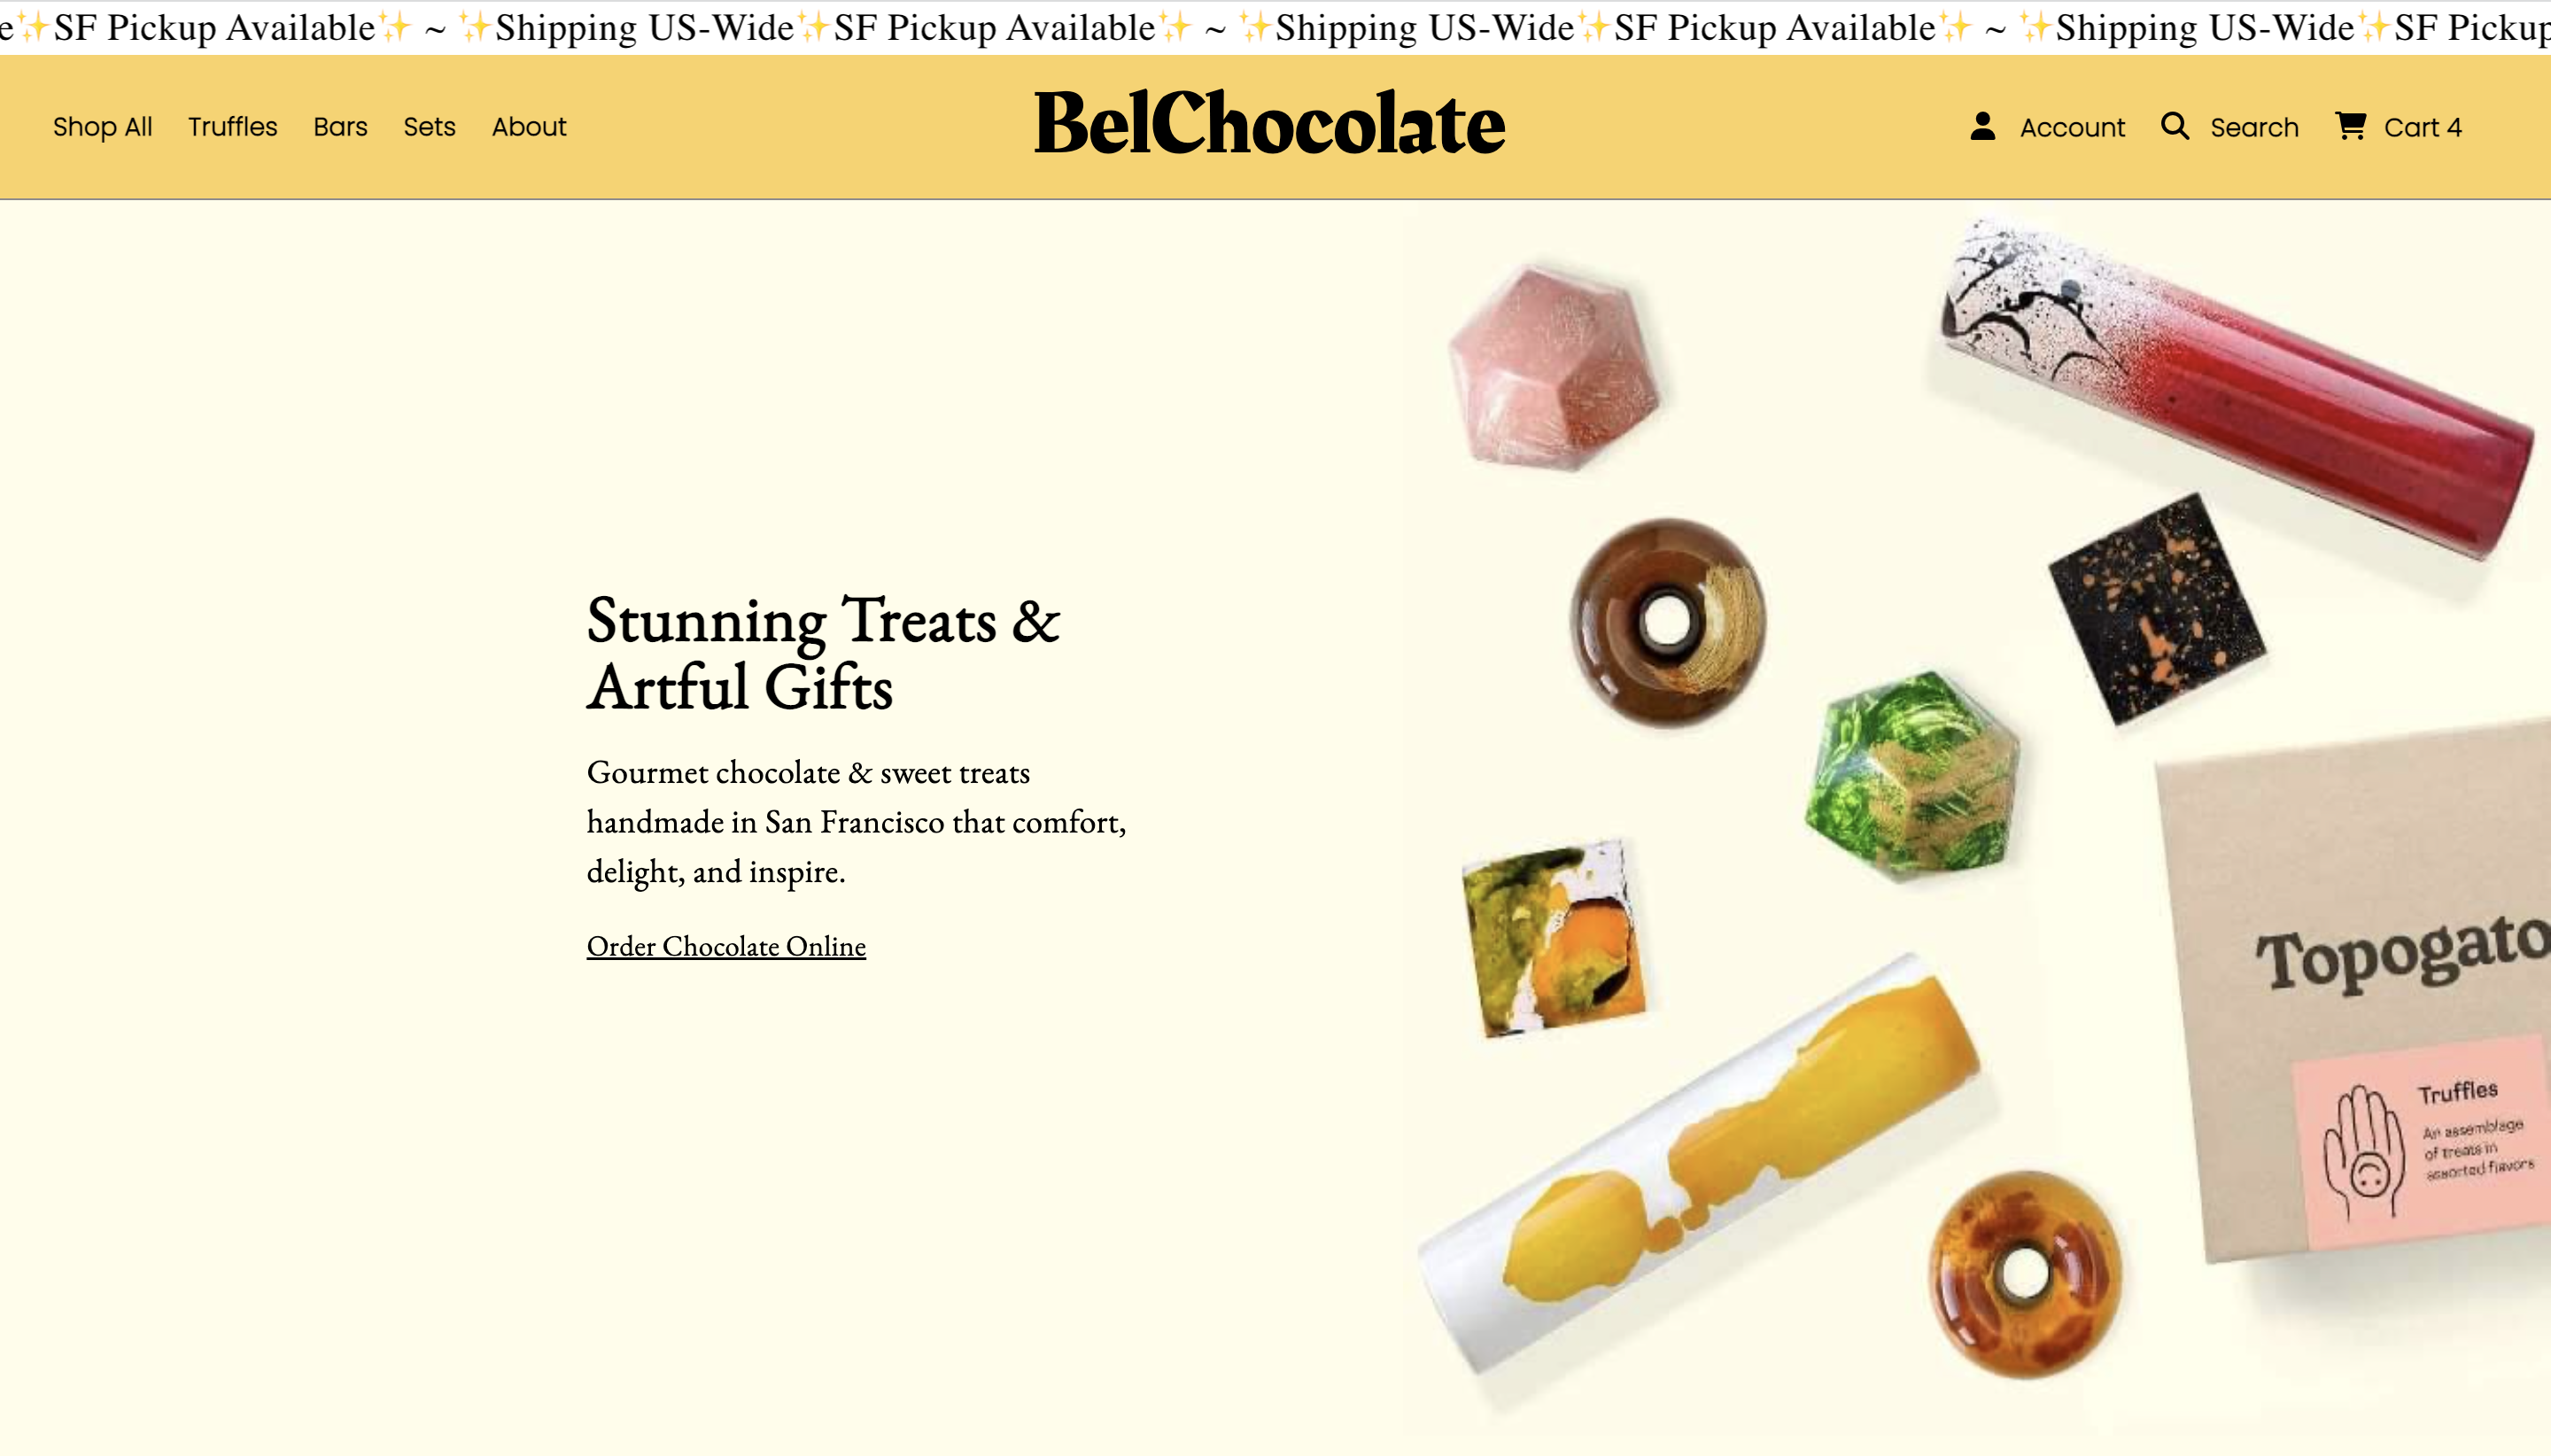 e✨SF Pickup Available✨ ~ ✨Shipping US-Wide✨SF Pickup Available✨ ~ ✨Shipping US-Wide✨SF Pickup Available✨ ~ ✨Shipping US-Wide✨SF Pickup
Shop All Truffles Bars Sets About BelChocolate Account Search Cart 4
Stunning Treats &
Artful Gifts
Gourmet chocolate & sweet treats
handmade in San Francisco that comfort,
delight, and inspire.
Order Chocolate Online
Topogato
Truffles
An assemblage
of treats in
assorted flavors